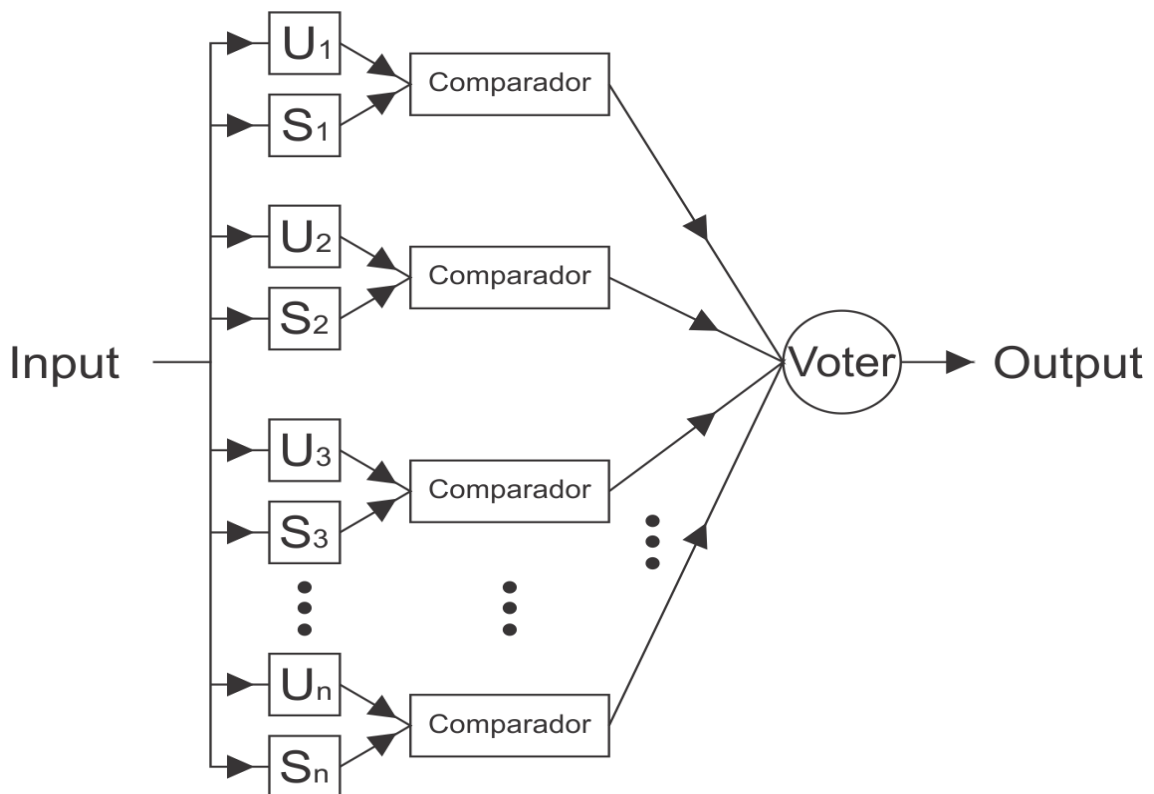 U1
Comparador
S1
U2
Comparador
S2
Input
Voter
Output
U3
Comparador
S3
Un
Comparador
Sn